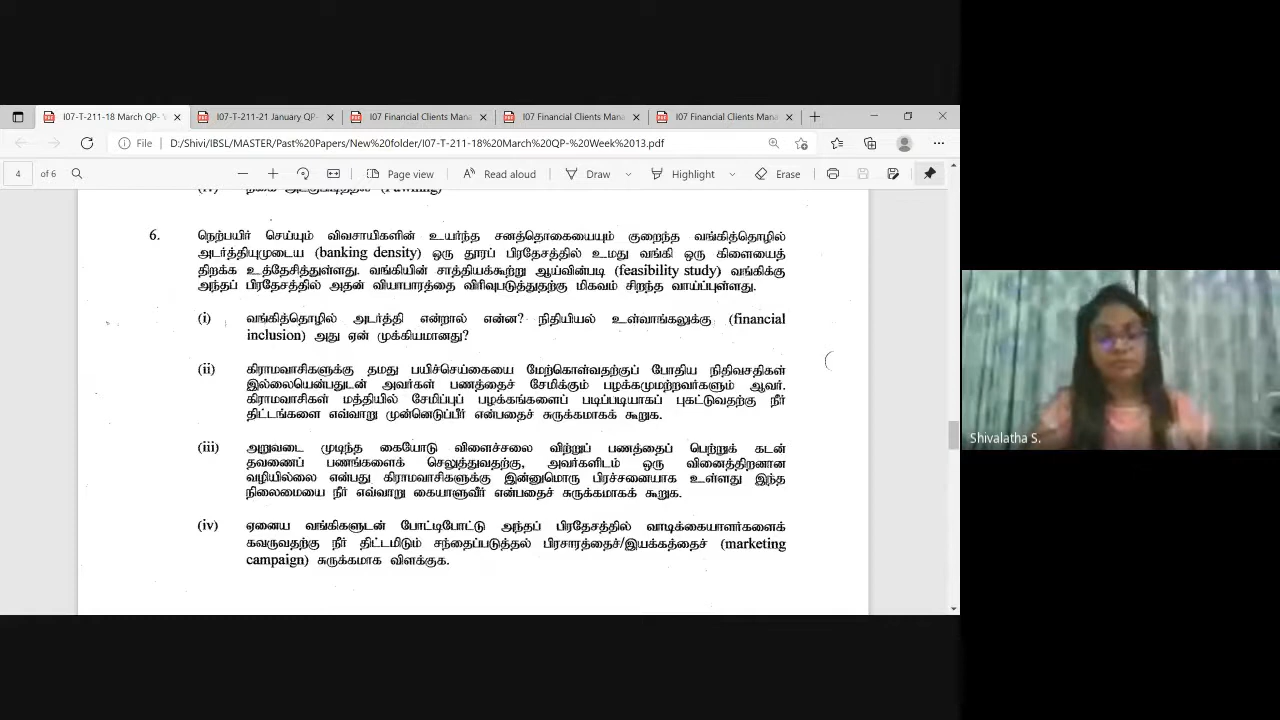 I07-T-211-18 March QP- W
I07-T-211-21 January QP-
I07 Financial Clients Mana
I07 Financial Clients Mana
I07 Financial Clients Mana
File
D:/Shivi/IBSL/MASTER/Past%20Papers/New%20folder/I07-T-211-18%20March%20QP-%20Week%2013.pdf
4 of 6
Page view
Read aloud
Draw
Highlight
Erase
6. நெற்பயிர் செய்யும் விவசாயிகளின் உயர்ந்த சனத்தொகையையும் குறைந்த வங்கித்தொழில்
அடர்த்தியுமுடைய (banking density) ஒரு தூரப் பிரதேசத்தில் உமது வங்கி ஒரு கிளையைத்
திறக்க உத்தேசித்துள்ளது. வங்கியின் சாத்தியக்கூற்று ஆய்வின்படி (feasibility study) வங்கிக்கு
அந்தப் பிரதேசத்தில் அதன் வியாபாரத்தை விரிவுபடுத்துதற்கு மிகவம் சிறந்த வாய்ப்புள்ளது.
(i) வங்கித்தொழில் அடர்த்தி என்றால் என்ன? நிதியியல் உள்வாங்கலுக்கு (financial
inclusion) அது ஏன் முக்கியமானது?
(ii) கிராமவாசிகளுக்கு தமது பயிச்செய்கையை மேற்கொள்வதற்குப் போதிய நிதிவசதிகள்
இல்லையென்பதுடன் அவர்கள் பணத்தைச் சேமிக்கும் பழக்கமுமற்றவர்களும் ஆவர்.
கிராமவாசிகள் மத்தியில் சேமிப்புப் பழக்கங்களைப் படிப்படியாகப் புகட்டுவதற்கு நீர்
திட்டங்களை எவ்வாறு முன்னெடுப்பீர் என்பதைச் சுருக்கமாகக் கூறுக.
(iii) அறுவடை முடிந்த கையோடு விளைச்சலை விற்றுப் பணத்தைப் பெற்றுக் கடன்
தவணைப் பணங்களைக் செலுத்துவதற்கு, அவர்களிடம் ஒரு வினைத்திறனான
வழியில்லை என்பது கிராமவாசிகளுக்கு இன்னுமொரு பிரச்சனையாக உள்ளது இந்த
நிலைமையை நீர் எவ்வாறு கையாளுவீர் என்பதைச் சுருக்கமாகக் கூறுக.
(iv) ஏனைய வங்கிகளுடன் போட்டிபோட்டு அந்தப் பிரதேசத்தில் வாடிக்கையாளர்களைக்
கவருவதற்கு நீர் திட்டமிடும் சந்தைப்படுத்தல் பிரசாரத்தைச்/இயக்கத்தைச் (marketing
campaign) சுருக்கமாக விளக்குக.
Shivalatha S.